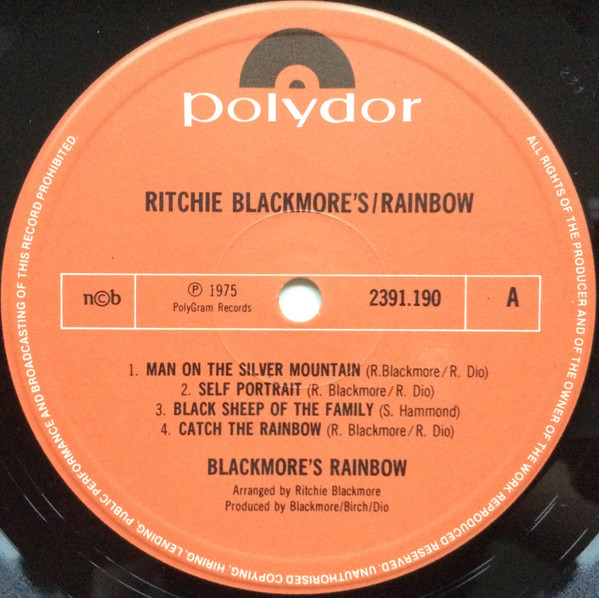 polydor
RITCHIE BLACKMORE'S/RAINBOW
n©b
℗ 1975
PolyGram Records
2391.190
A
1. MAN ON THE SILVER MOUNTAIN (R.Blackmore/R. Dio)
2. SELF PORTRAIT (R. Blackmore/R. Dio)
3. BLACK SHEEP OF THE FAMILY (S. Hammond)
4. CATCH THE RAINBOW (R. Blackmore/R. Dio)
BLACKMORE'S RAINBOW
Arranged by Ritchie Blackmore
Produced by Blackmore/Birch/Dio
ALL RIGHTS OF THE PRODUCER AND OF THE OWNER OF THE WORK REPRODUCED RESERVED. UNAUTHORISED COPYING, HIRING, LENDING, PUBLIC PERFORMANCE AND BROADCASTING OF THIS RECORD PROHIBITED.